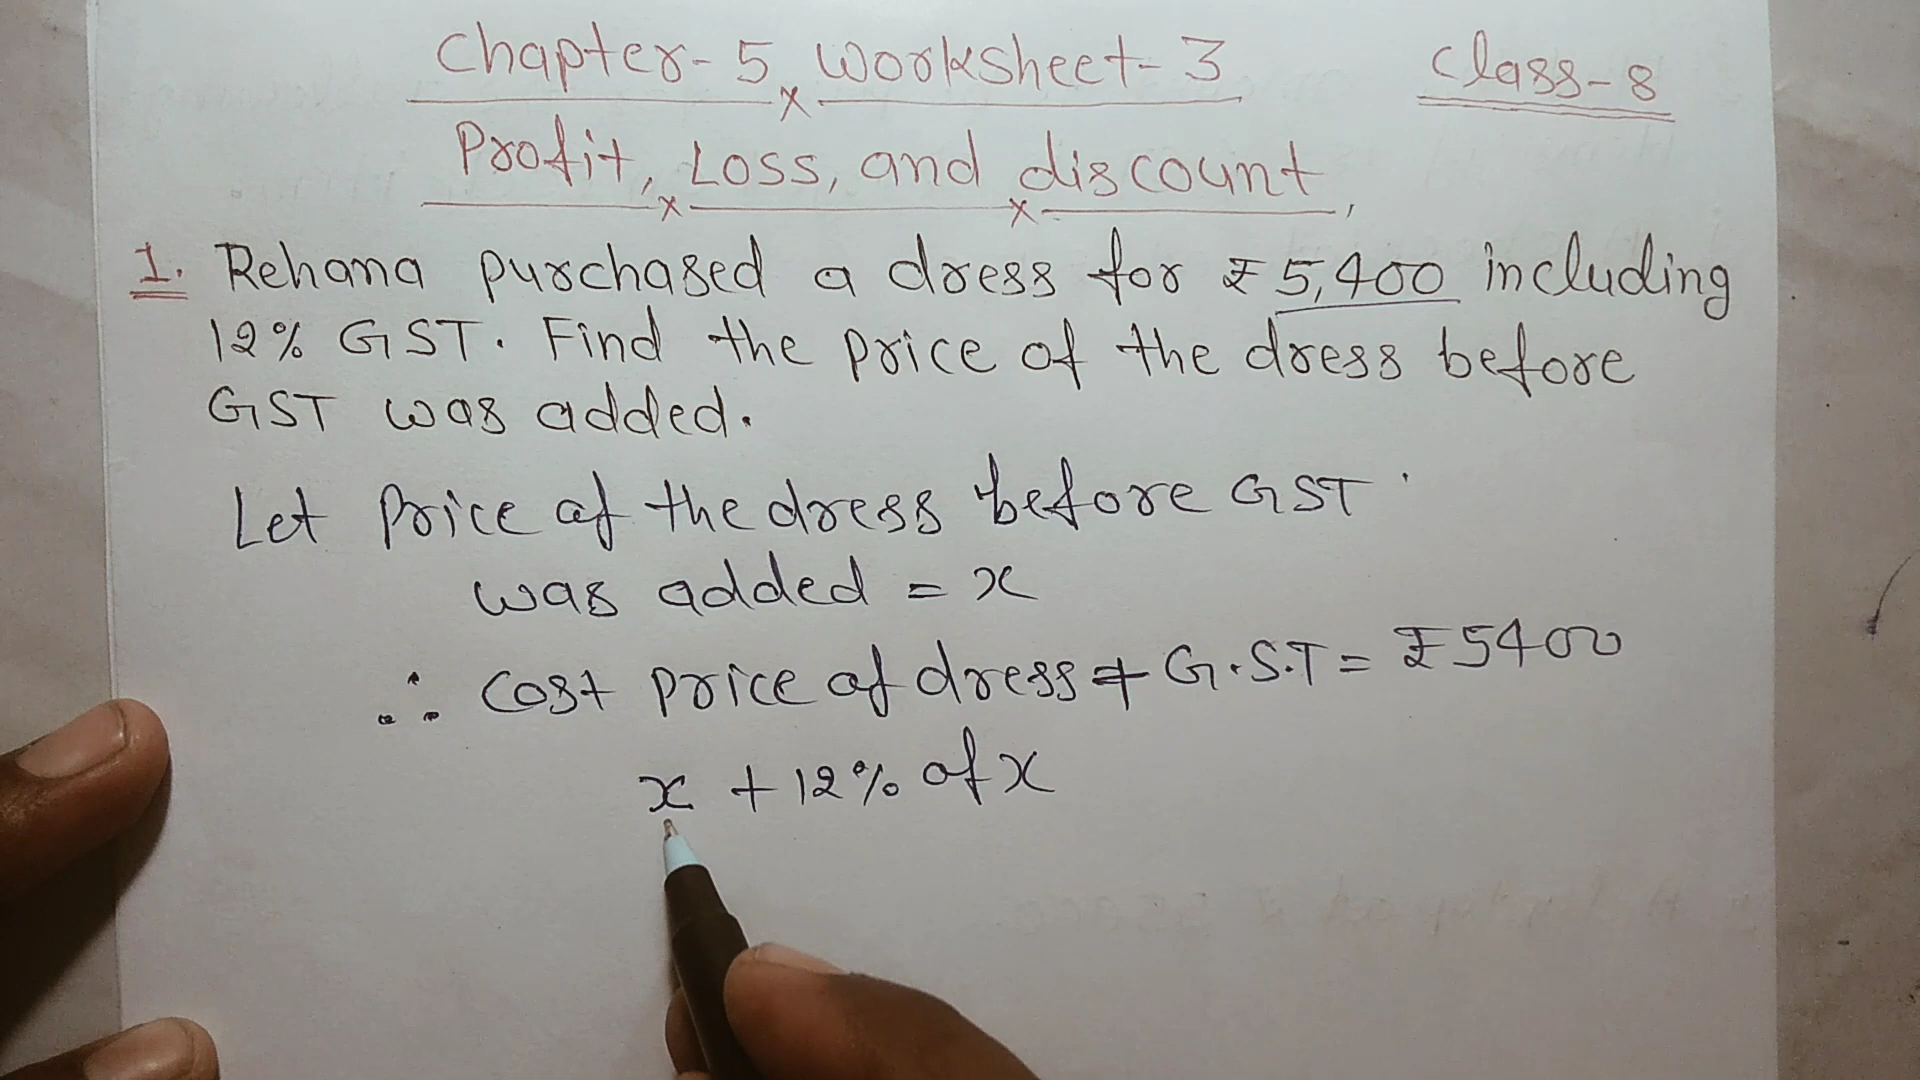 Chapter-5 Worksheet-3
Class-8
Profit, Loss, and discount
1. Rehana purchased a dress for ₹5,400 including
12% GST. Find the price of the dress before
GST was added.
Let Price of the dress before GST
was added = x
∴ Cost price of dress + G.S.T = ₹5400
x + 12% of x